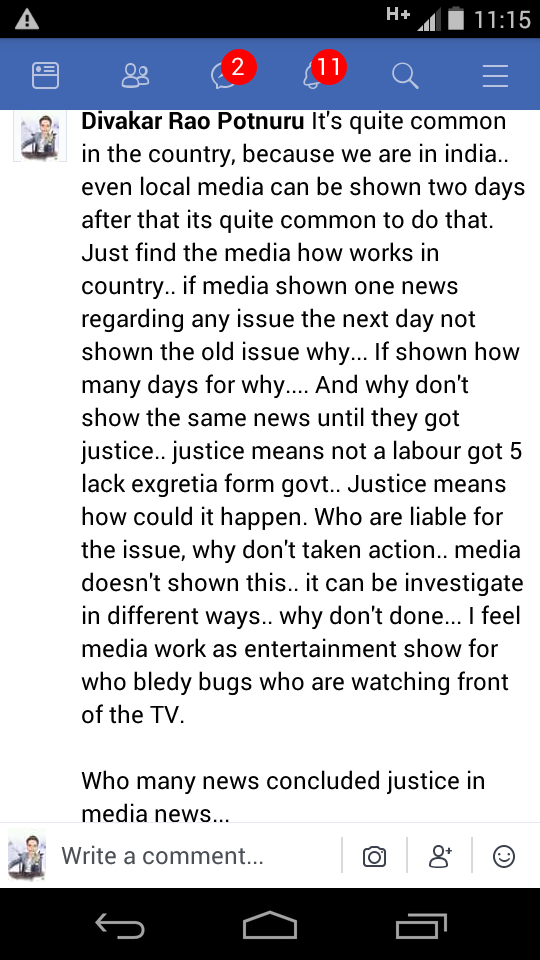 H+ 11:15
2 11
Divakar Rao Potnuru It's quite common
in the country, because we are in india..
even local media can be shown two days
after that its quite common to do that.
Just find the media how works in
country.. if media shown one news
regarding any issue the next day not
shown the old issue why... If shown how
many days for why.... And why don't
show the same news until they got
justice.. justice means not a labour got 5
lack exgretia form govt.. Justice means
how could it happen. Who are liable for
the issue, why don't taken action.. media
doesn't shown this.. it can be investigate
in different ways.. why don't done... I feel
media work as entertainment show for
who bledy bugs who are watching front
of the TV.
Who many news concluded justice in
media news...
Write a comment...